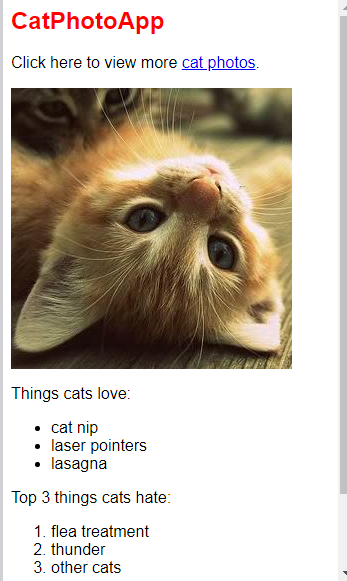 CatPhotoApp
Click here to view more cat photos.
Things cats love:
cat nip
laser pointers
lasagna
Top 3 things cats hate:
1. flea treatment
2. thunder
3. other cats